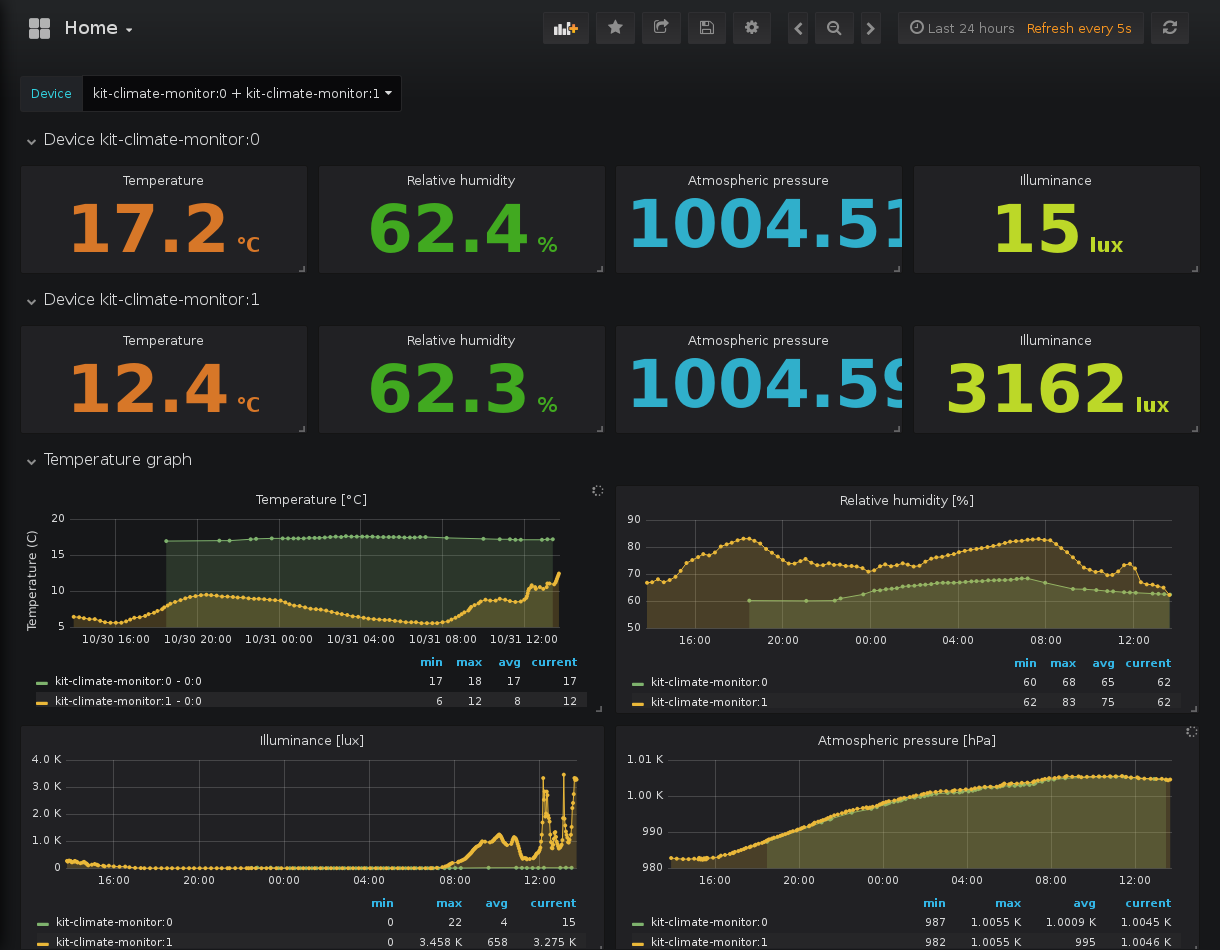 Home
Last 24 hours Refresh every 5s
Device kit-climate-monitor:0 + kit-climate-monitor:1
Device kit-climate-monitor:0
Temperature Relative humidity Atmospheric pressure Illuminance
17.2 °C 62.4 % 1004.51 15 lux
Device kit-climate-monitor:1
Temperature Relative humidity Atmospheric pressure Illuminance
12.4 °C 62.3 % 1004.59 3162 lux
Temperature graph
Temperature [°C]
Temperature (C)
20
15
10
5
10/30 16:00 10/30 20:00 10/31 00:00 10/31 04:00 10/31 08:00 10/31 12:00
min max avg current
kit-climate-monitor:0 - 0:0 17 18 17 17
kit-climate-monitor:1 - 0:0 6 12 8 12
Relative humidity [%]
90
80
70
60
50
16:00 20:00 00:00 04:00 08:00 12:00
min max avg current
kit-climate-monitor:0 60 68 65 62
kit-climate-monitor:1 62 83 75 62
Illuminance [lux]
4.0 K
3.0 K
2.0 K
1.0 K
0
16:00 20:00 00:00 04:00 08:00 12:00
min max avg current
kit-climate-monitor:0 0 22 4 15
kit-climate-monitor:1 0 3.458 K 658 3.275 K
Atmospheric pressure [hPa]
1.01 K
1.00 K
990
980
16:00 20:00 00:00 04:00 08:00 12:00
min max avg current
kit-climate-monitor:0 987 1.0055 K 1.0009 K 1.0045 K
kit-climate-monitor:1 982 1.0055 K 995 1.0046 K